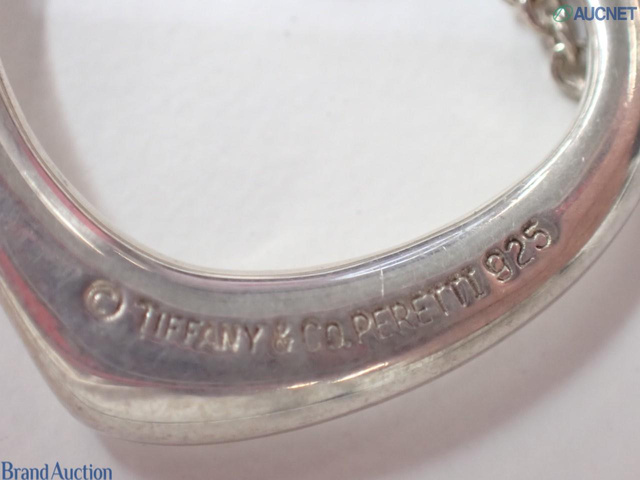 AUCNET
© TIFFANY & CO. PERETTI 925
Brand Auction